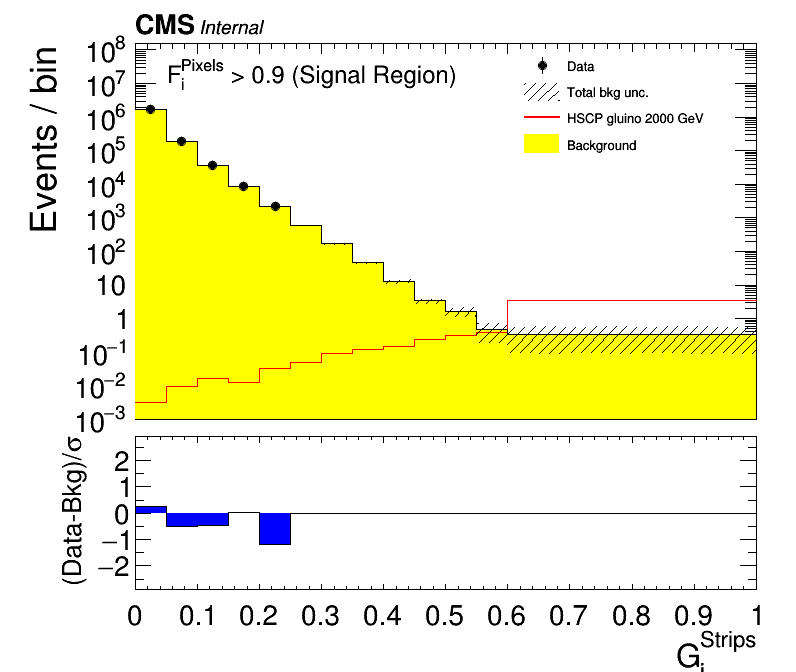 CMS Internal
F_i^Pixels > 0.9 (Signal Region)
Data
Total bkg unc.
HSCP gluino 2000 GeV
Background
Events / bin
10^8
10^7
10^6
10^5
10^4
10^3
10^2
10
1
10^−1
10^−2
10^−3
(Data-Bkg)/σ
2
1
0
−1
−2
0 0.1 0.2 0.3 0.4 0.5 0.6 0.7 0.8 0.9 1
G_i^Strips